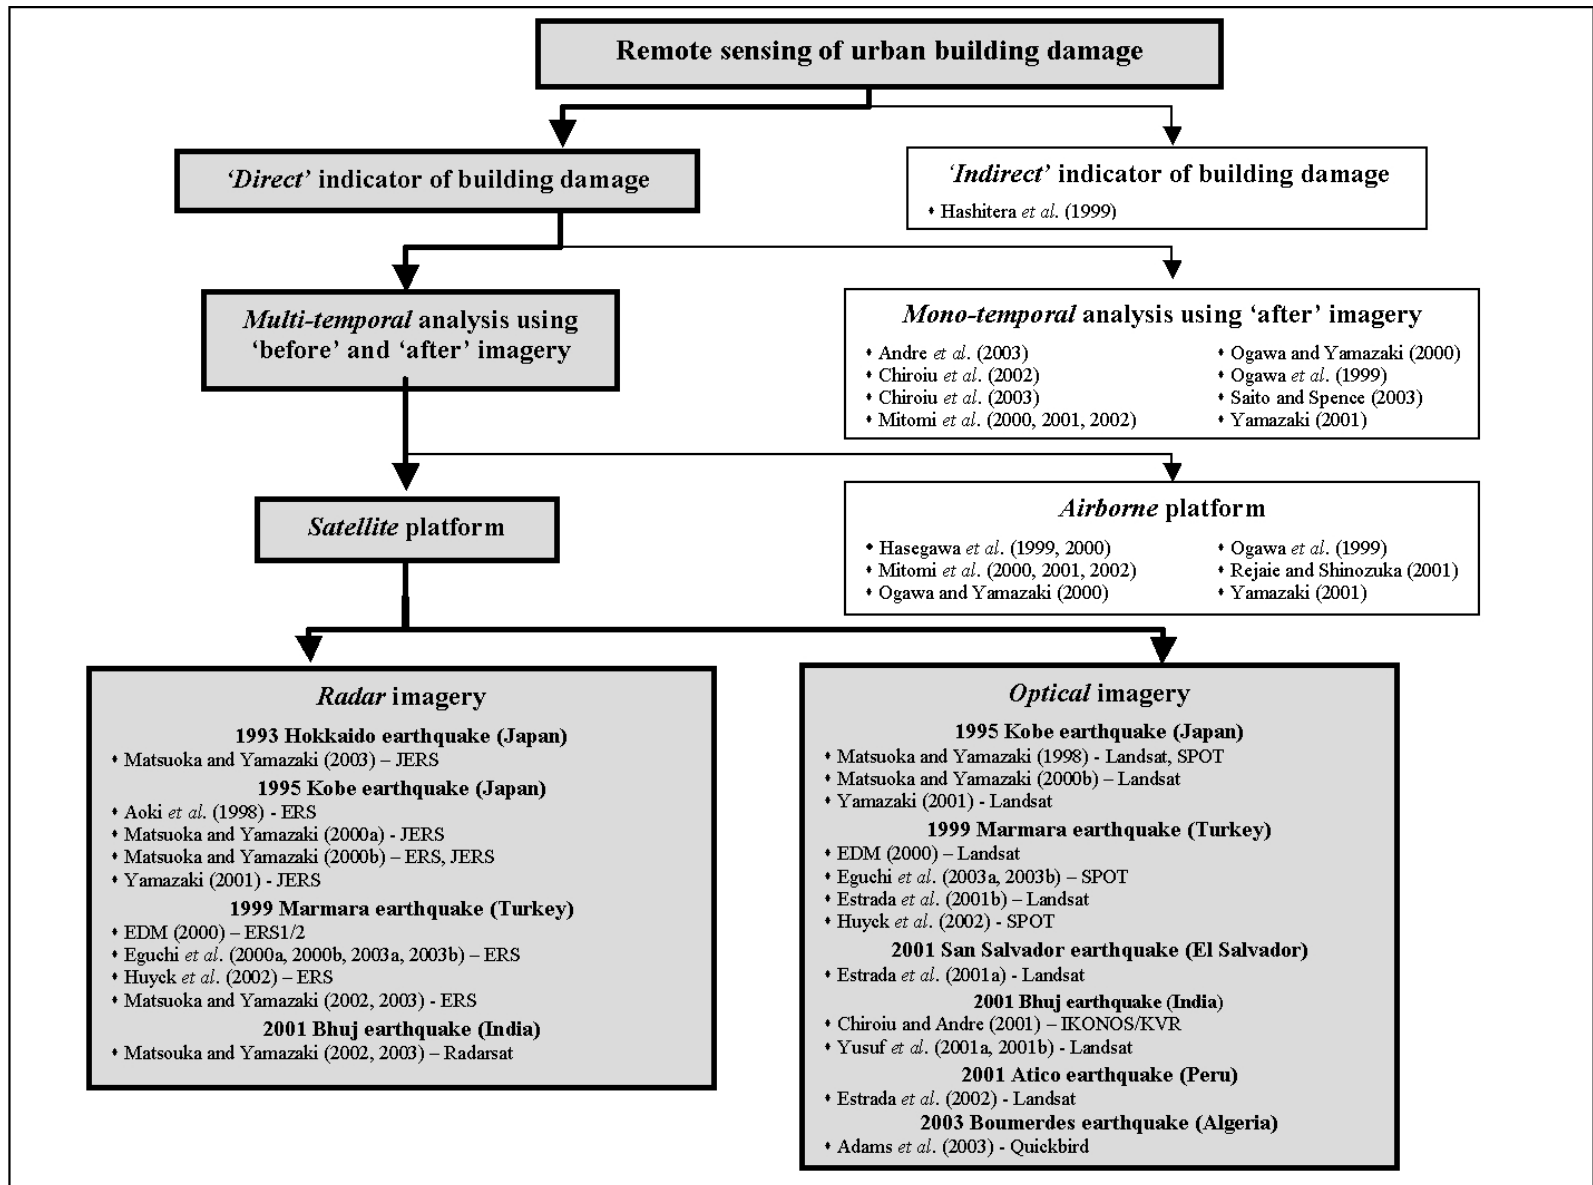 Remote sensing of urban building damage
‘Direct’ indicator of building damage
‘Indirect’ indicator of building damage
♦ Hashitera et al. (1999)
Multi-temporal analysis using
‘before’ and ‘after’ imagery
Mono-temporal analysis using ‘after’ imagery
♦ Andre et al. (2003)
♦ Chiroiu et al. (2002)
♦ Chiroiu et al. (2003)
♦ Mitomi et al. (2000, 2001, 2002)
♦ Ogawa and Yamazaki (2000)
♦ Ogawa et al. (1999)
♦ Saito and Spence (2003)
♦ Yamazaki (2001)
Satellite platform
Airborne platform
♦ Hasegawa et al. (1999, 2000)
♦ Mitomi et al. (2000, 2001, 2002)
♦ Ogawa and Yamazaki (2000)
♦ Ogawa et al. (1999)
♦ Rejaie and Shinozuka (2001)
♦ Yamazaki (2001)
Radar imagery
1993 Hokkaido earthquake (Japan)
♦ Matsuoka and Yamazaki (2003) – JERS
1995 Kobe earthquake (Japan)
♦ Aoki et al. (1998) - ERS
♦ Matsuoka and Yamazaki (2000a) - JERS
♦ Matsuoka and Yamazaki (2000b) – ERS, JERS
♦ Yamazaki (2001) - JERS
1999 Marmara earthquake (Turkey)
♦ EDM (2000) – ERS1/2
♦ Eguchi et al. (2000a, 2000b, 2003a, 2003b) – ERS
♦ Huyck et al. (2002) – ERS
♦ Matsuoka and Yamazaki (2002, 2003) - ERS
2001 Bhuj earthquake (India)
♦ Matsouka and Yamazaki (2002, 2003) – Radarsat
Optical imagery
1995 Kobe earthquake (Japan)
♦ Matsuoka and Yamazaki (1998) - Landsat, SPOT
♦ Matsuoka and Yamazaki (2000b) – Landsat
♦ Yamazaki (2001) - Landsat
1999 Marmara earthquake (Turkey)
♦ EDM (2000) – Landsat
♦ Eguchi et al. (2003a, 2003b) – SPOT
♦ Estrada et al. (2001b) – Landsat
♦ Huyck et al. (2002) - SPOT
2001 San Salvador earthquake (El Salvador)
♦ Estrada et al. (2001a) - Landsat
2001 Bhuj earthquake (India)
♦ Chiroiu and Andre (2001) – IKONOS/KVR
♦ Yusuf et al. (2001a, 2001b) - Landsat
2001 Atico earthquake (Peru)
♦ Estrada et al. (2002) - Landsat
2003 Boumerdes earthquake (Algeria)
♦ Adams et al. (2003) - Quickbird